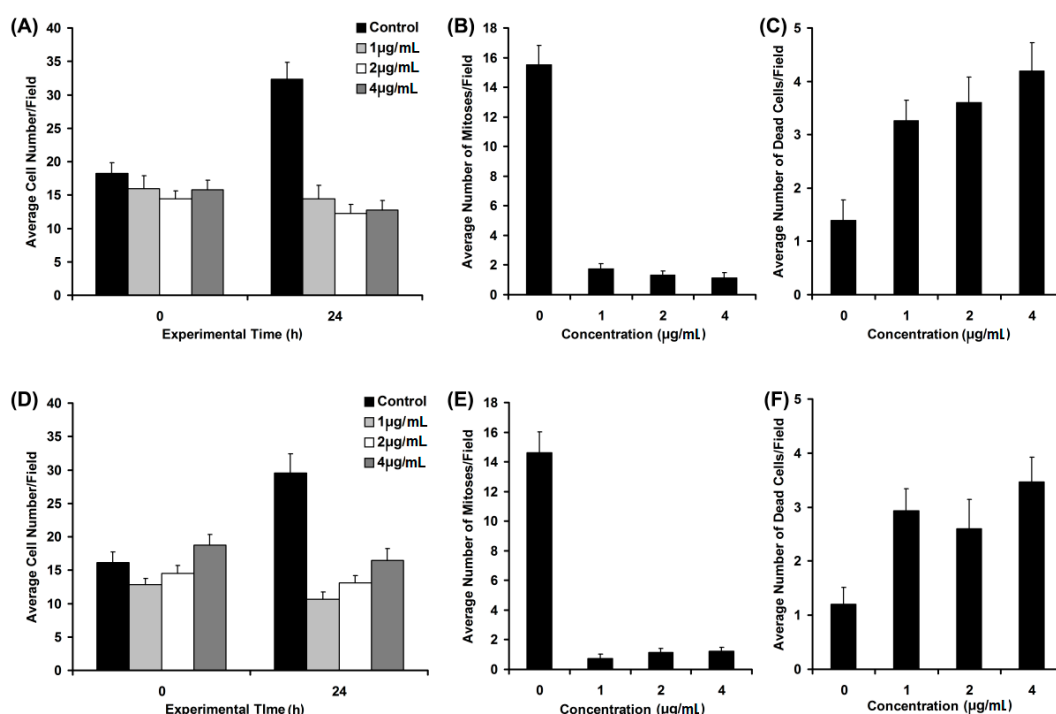 (A)
Average Cell Number/Field
40
35
30
25
20
15
10
5
0
Control
1µg/mL
2µg/mL
4µg/mL
0 24
Experimental Time (h)
(B)
Average Number of Mitoses/Field
18
16
14
12
10
8
6
4
2
0
0 1 2 4
Concentration (µg/mL)
(C)
Average Number of Dead Cells/Field
5
4
3
2
1
0
0 1 2 4
Concentration (µg/mL)
(D)
Average Cell Number/Field
40
35
30
25
20
15
10
5
0
Control
1µg/mL
2µg/mL
4µg/mL
0 24
Experimental TIme (h)
(E)
Average Number of Mitoses/Field
18
16
14
12
10
8
6
4
2
0
0 1 2 4
Concentration (µg/mL)
(F)
Average Number of Dead Cells/Field
5
4
3
2
1
0
0 1 2 4
Concentration (µg/mL)